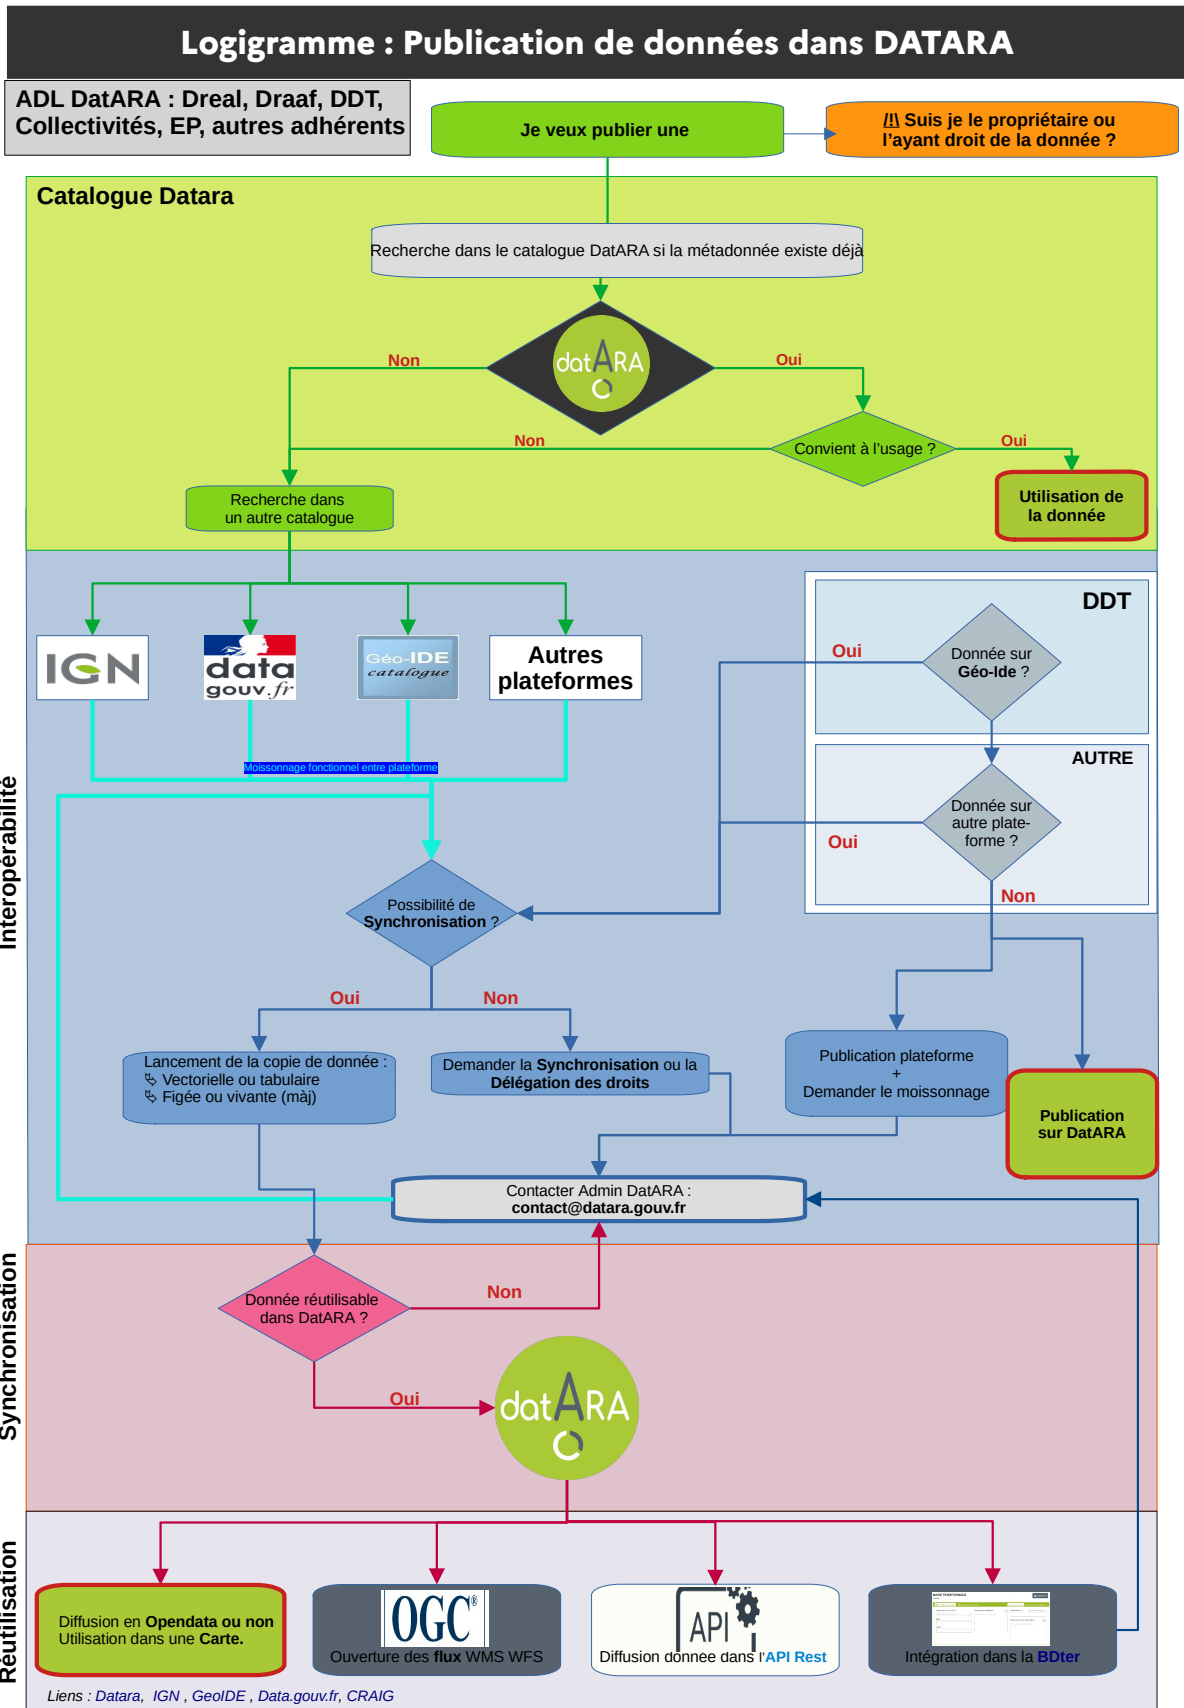 Logigramme : Publication de données dans DATARA
ADL DatARA : Dreal, Draaf, DDT,
Collectivités, EP, autres adhérents
Je veux publier une
/!\ Suis je le propriétaire ou
l'ayant droit de la donnée ?
Catalogue Datara
Recherche dans le catalogue DatARA si la métadonnée existe déjà
datARA
Non
Oui
Convient à l'usage ?
Non
Oui
Recherche dans
un autre catalogue
Utilisation de
la donnée
Interopérabilité
IGN
data
gouv.fr
Géo-IDE
catalogue
Autres
plateformes
Moissonnage fonctionnel entre plateforme
DDT
Donnée sur
Géo-Ide ?
Oui
AUTRE
Donnée sur
autre plate-
forme ?
Oui
Non
Possibilité de
Synchronisation ?
Oui
Non
Lancement de la copie de donnée :
Vectorielle ou tabulaire
Figée ou vivante (màj)
Demander la Synchronisation ou la
Délégation des droits
Publication plateforme
+
Demander le moissonnage
Publication
sur DatARA
Contacter Admin DatARA :
contact@datara.gouv.fr
Synchronisation
Donnée réutilisable
dans DatARA ?
Non
Oui
datARA
Réutilisation
Diffusion en Opendata ou non
Utilisation dans une Carte.
OGC®
Ouverture des flux WMS WFS
API
Diffusion donnee dans l'API Rest
Intégration dans la BDter
Liens : Datara, IGN , GeoIDE , Data.gouv.fr, CRAIG